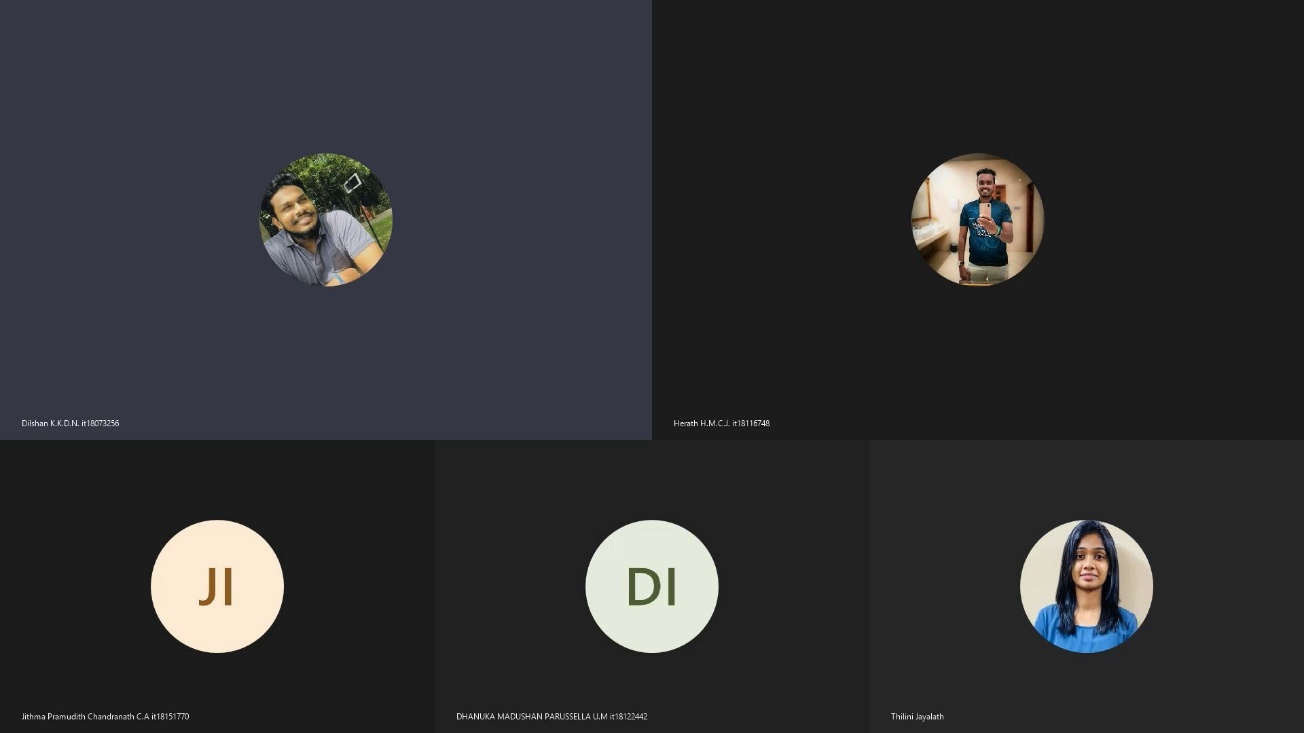 Dilshan K.K.D.N. it18073256
Herath H.M.C.J. it18116748
JI
DI
Jithma Pramudith Chandranath C.A it18151770
DHANUKA MADUSHAN PARUSSELLA U.M it18122442
Thilini Jayalath